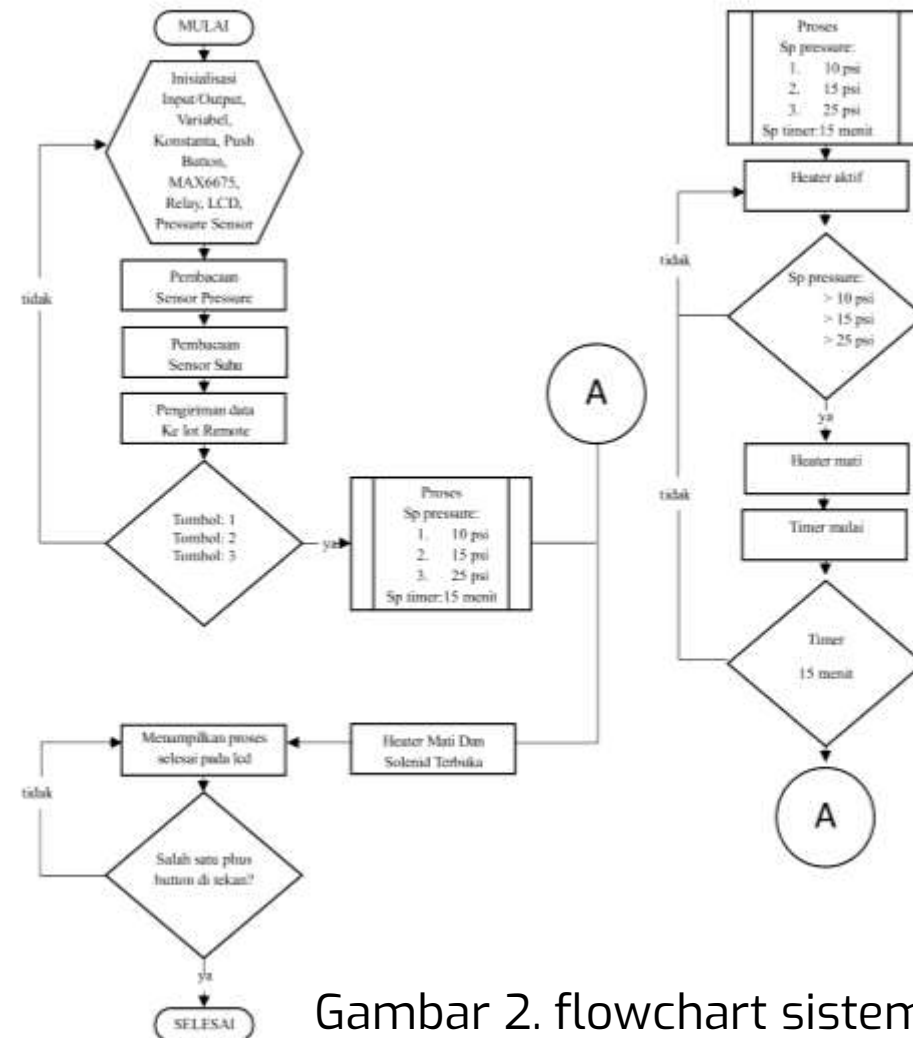 MULAI
Inisialisasi
Input/Output,
Variabel,
Konstanta, Push
Button,
MAX6675,
Relay, LCD,
Pressure Sensor
Pembacaan
Sensor Pressure
Pembacaan
Sensor Suhu
Pengiriman data
Ke Iot Remote
Tombol: 1
Tombol: 2
Tombol: 3
tidak
ya
Proses
Sp pressure:
1. 10 psi
2. 15 psi
3. 25 psi
Sp timer:15 menit
A
Heater Mati Dan
Solenid Terbuka
Menampilkan proses
selesai pada lcd
tidak
Salah satu phus
button di tekan?
ya
SELESAI
Proses
Sp pressure:
1. 10 psi
2. 15 psi
3. 25 psi
Sp timer:15 menit
Heater aktif
tidak
Sp pressure:
> 10 psi
> 15 psi
> 25 psi
ya
Heater mati
tidak
Timer mulai
Timer
15 menit
A
Gambar 2. flowchart sistem